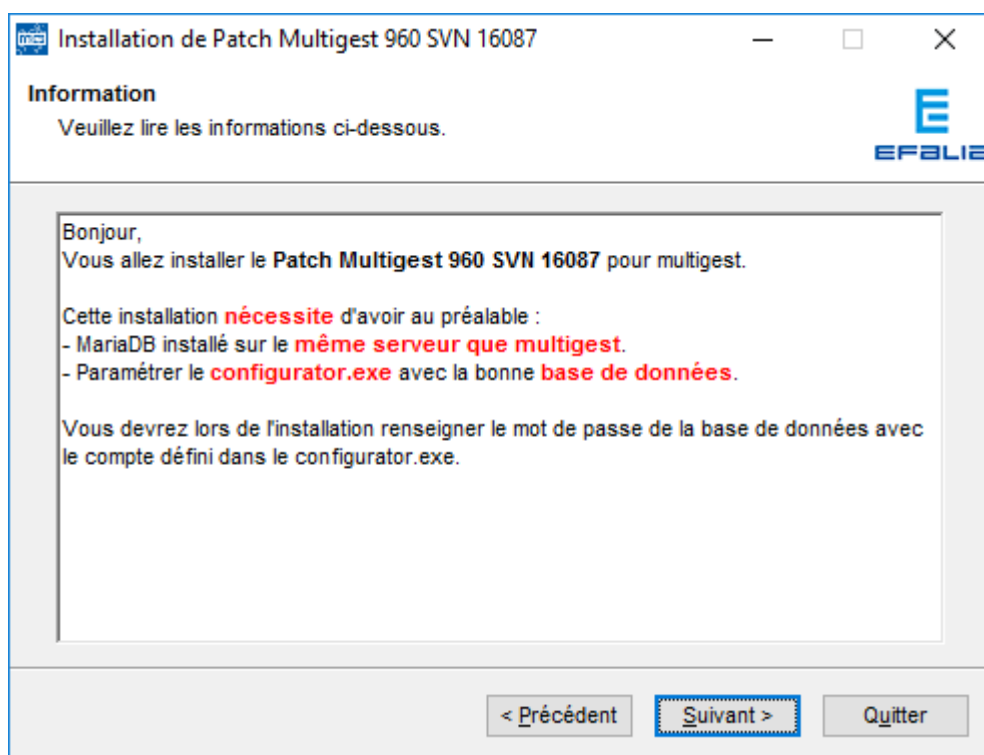 Installation de Patch Multigest 960 SVN 16087
Information
Veuillez lire les informations ci-dessous.
EFALIA
Bonjour,
Vous allez installer le Patch Multigest 960 SVN 16087 pour multigest.
Cette installation nécessite d'avoir au préalable :
- MariaDB installé sur le même serveur que multigest.
- Paramétrer le configurator.exe avec la bonne base de données.
Vous devrez lors de l'installation renseigner le mot de passe de la base de données avec
le compte défini dans le configurator.exe.
< Précédent
Suivant >
Quitter